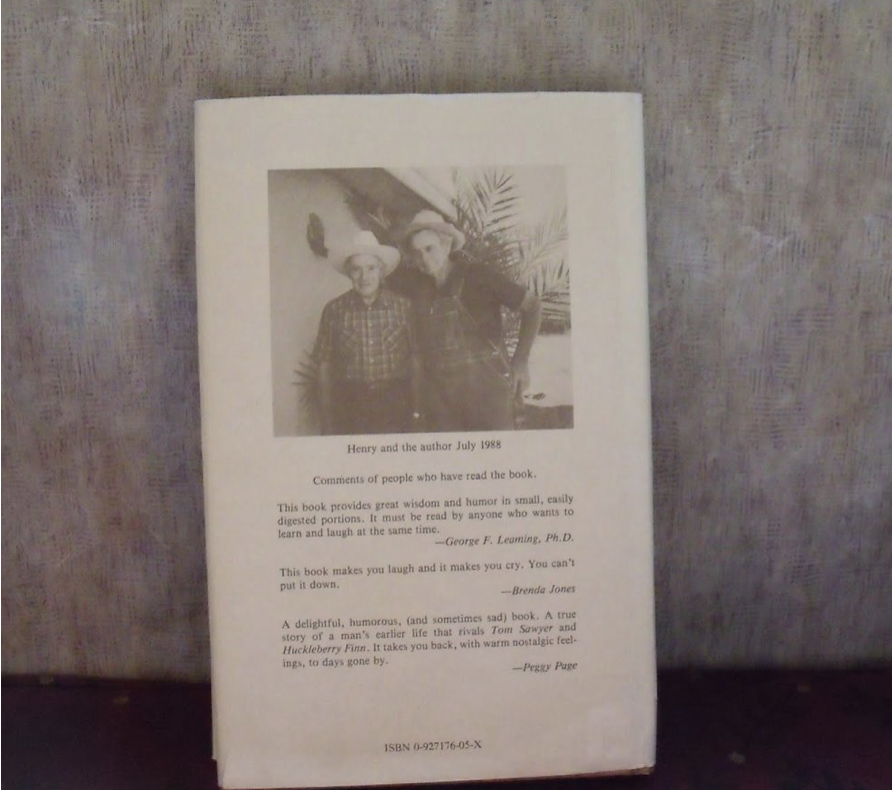 Henry and the author July 1988
Comments of people who have read the book.
This book provides great wisdom and humor in small, easily
digested portions. It must be read by anyone who wants to
learn and laugh at the same time.
—George F. Leaming, Ph.D.
This book makes you laugh and it makes you cry. You can't
put it down.
—Brenda Jones
A delightful, humorous, (and sometimes sad) book. A true
story of a man's earlier life that rivals Tom Sawyer and
Huckleberry Finn. It takes you back, with warm nostalgic feel-
ings, to days gone by.
—Peggy Page
ISBN 0-927176-05-X